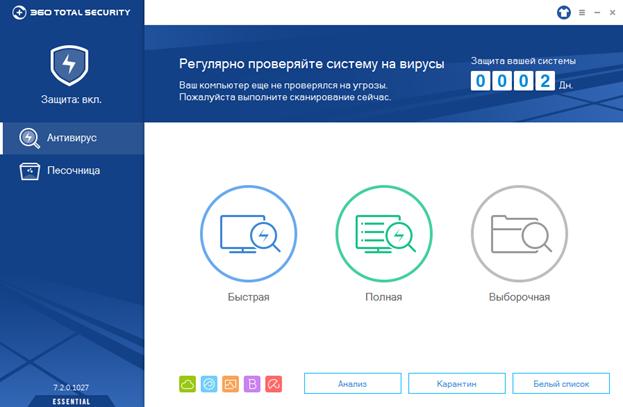 360 TOTAL SECURITY
Защита: вкл.
Антивирус
Песочница
7.2.0.1027
ESSENTIAL
Регулярно проверяйте систему на вирусы
Ваш компьютер еще не проверялся на угрозы.
Пожалуйста выполните сканирование сейчас.
Защита вашей системы
0 0 0 2 Дн.
Быстрая
Полная
Выборочная
B
Анализ
Карантин
Белый список